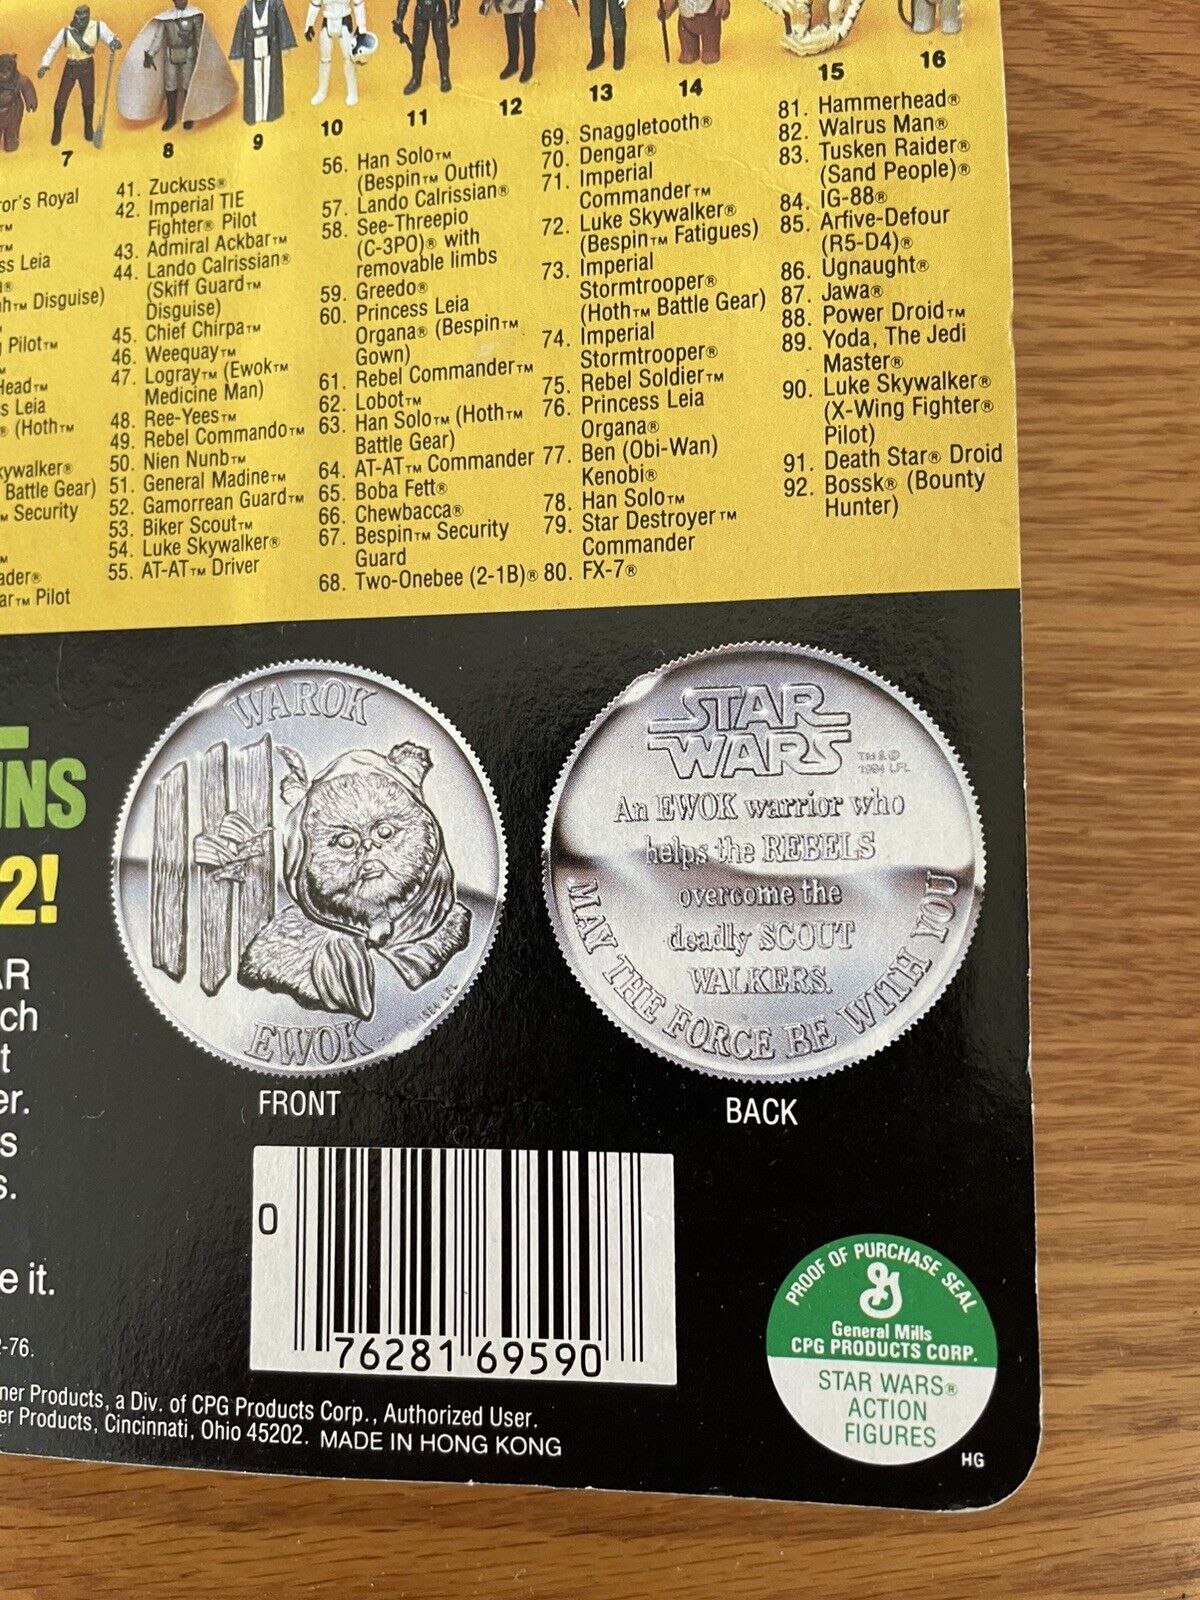 7
8
9
10
11
12
13
14
15
16
or's Royal
TM
TM
ss Leia
®
h™ Disguise)
Pilot™
TM
Head™
s Leia
® (Hoth™
ywalker®
Battle Gear)
™ Security
TM
ader®
ar™ Pilot
41. Zuckuss®
42. Imperial TIE
Fighter® Pilot
43. Admiral Ackbar™
44. Lando Calrissian®
(Skiff Guard™
Disguise)
45. Chief Chirpa™
46. Weequay™
47. Logray™ (Ewok™
Medicine Man)
48. Ree-Yees™
49. Rebel Commando™
50. Nien Nunb™
51. General Madine™
52. Gamorrean Guard™
53. Biker Scout™
54. Luke Skywalker®
55. AT-AT™ Driver
56. Han Solo™
(Bespin™ Outfit)
57. Lando Calrissian®
58. See-Threepio
(C-3PO)® with
removable limbs
59. Greedo®
60. Princess Leia
Organa® (Bespin™
Gown)
61. Rebel Commander™
62. Lobot™
63. Han Solo™ (Hoth™
Battle Gear)
64. AT-AT™ Commander
65. Boba Fett®
66. Chewbacca®
67. Bespin™ Security
Guard
68. Two-Onebee (2-1B)®
69. Snaggletooth®
70. Dengar®
71. Imperial
Commander™
72. Luke Skywalker®
(Bespin™ Fatigues)
73. Imperial
Stormtrooper®
(Hoth™ Battle Gear)
74. Imperial
Stormtrooper®
75. Rebel Soldier™
76. Princess Leia
Organa®
77. Ben (Obi-Wan)
Kenobi®
78. Han Solo™
79. Star Destroyer™
Commander
80. FX-7®
81. Hammerhead®
82. Walrus Man®
83. Tusken Raider®
(Sand People)®
84. IG-88®
85. Arfive-Defour
(R5-D4)®
86. Ugnaught®
87. Jawa®
88. Power Droid™
89. Yoda, The Jedi
Master®
90. Luke Skywalker®
(X-Wing Fighter®
Pilot)
91. Death Star® Droid
92. Bossk® (Bounty
Hunter)
INS
2!
AR
ch
t
er.
s
s.
e it.
2-76.
WAROK
EWOK
FRONT
STAR
WARS
TM & ©
1984 LFL
An EWOK warrior who
helps the REBELS
overcome the
deadly SCOUT
WALKERS.
MAY THE FORCE BE WITH YOU
BACK
0
76281 69590
ner Products, a Div. of CPG Products Corp., Authorized User.
er Products, Cincinnati, Ohio 45202. MADE IN HONG KONG
PROOF OF PURCHASE SEAL
G
General Mills
CPG PRODUCTS CORP.
STAR WARS®
ACTION
FIGURES
HG